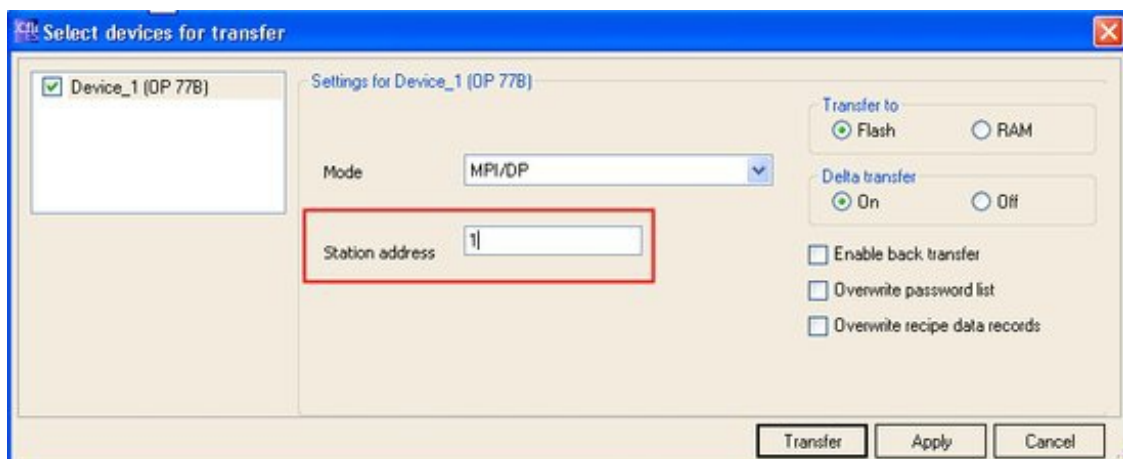 Select devices for transfer
Device_1 (OP 77B)
Settings for Device_1 (OP 77B)
Mode
MPI/DP
Station address
1
Transfer to
Flash
RAM
Delta transfer
On
Off
Enable back transfer
Overwrite password list
Overwrite recipe data records
Transfer
Apply
Cancel